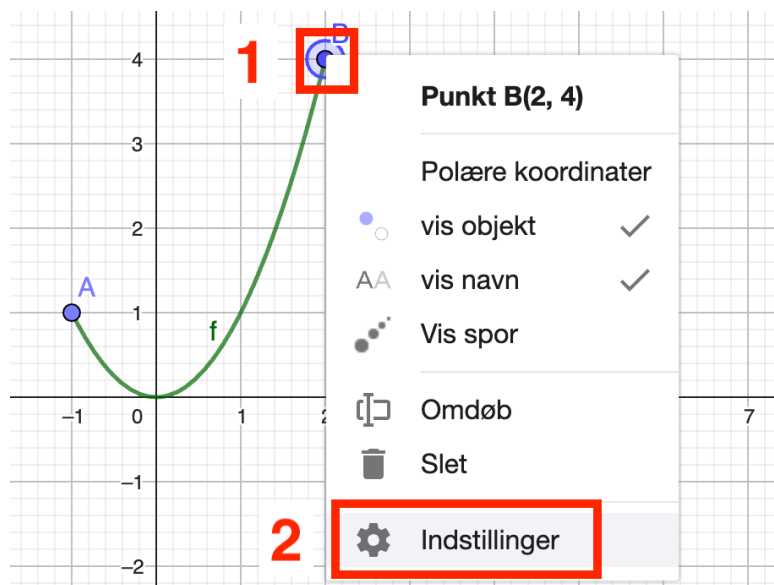 B
1
4
Punkt B(2, 4)
3
Polære koordinater
2
vis objekt
A
AA vis navn
1
f
Vis spor
−1 0 1 2 7
Omdøb
Slet
−1
2
Indstillinger
−2